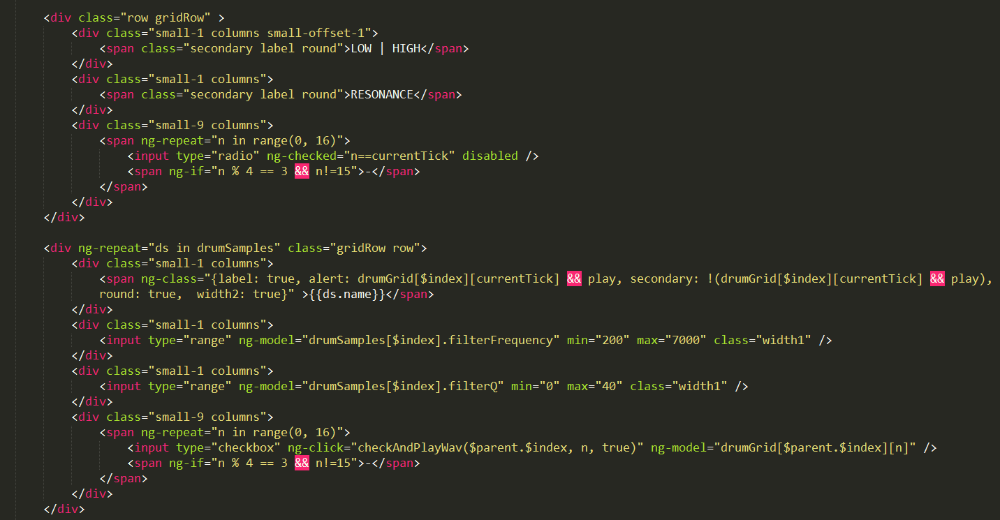 <div class="row gridRow" >
<div class="small-1 columns small-offset-1">
<span class="secondary label round">LOW | HIGH</span>
</div>
<div class="small-1 columns">
<span class="secondary label round">RESONANCE</span>
</div>
<div class="small-9 columns">
<span ng-repeat="n in range(0, 16)">
<input type="radio" ng-checked="n==currentTick" disabled />
<span ng-if="n % 4 == 3 && n!=15">-</span>
</span>
</div>
</div>
<div ng-repeat="ds in drumSamples" class="gridRow row">
<div class="small-1 columns">
<span ng-class="{label: true, alert: drumGrid[$index][currentTick] && play, secondary: !(drumGrid[$index][currentTick] && play),
round: true,  width2: true}" >{{ds.name}}</span>
</div>
<div class="small-1 columns">
<input type="range" ng-model="drumSamples[$index].filterFrequency" min="200" max="7000" class="width1" />
</div>
<div class="small-1 columns">
<input type="range" ng-model="drumSamples[$index].filterQ" min="0" max="40" class="width1" />
</div>
<div class="small-9 columns">
<span ng-repeat="n in range(0, 16)">
<input type="checkbox" ng-click="checkAndPlayWav($parent.$index, n, true)" ng-model="drumGrid[$parent.$index][n]" />
<span ng-if="n % 4 == 3 && n!=15">-</span>
</span>
</div>
</div>